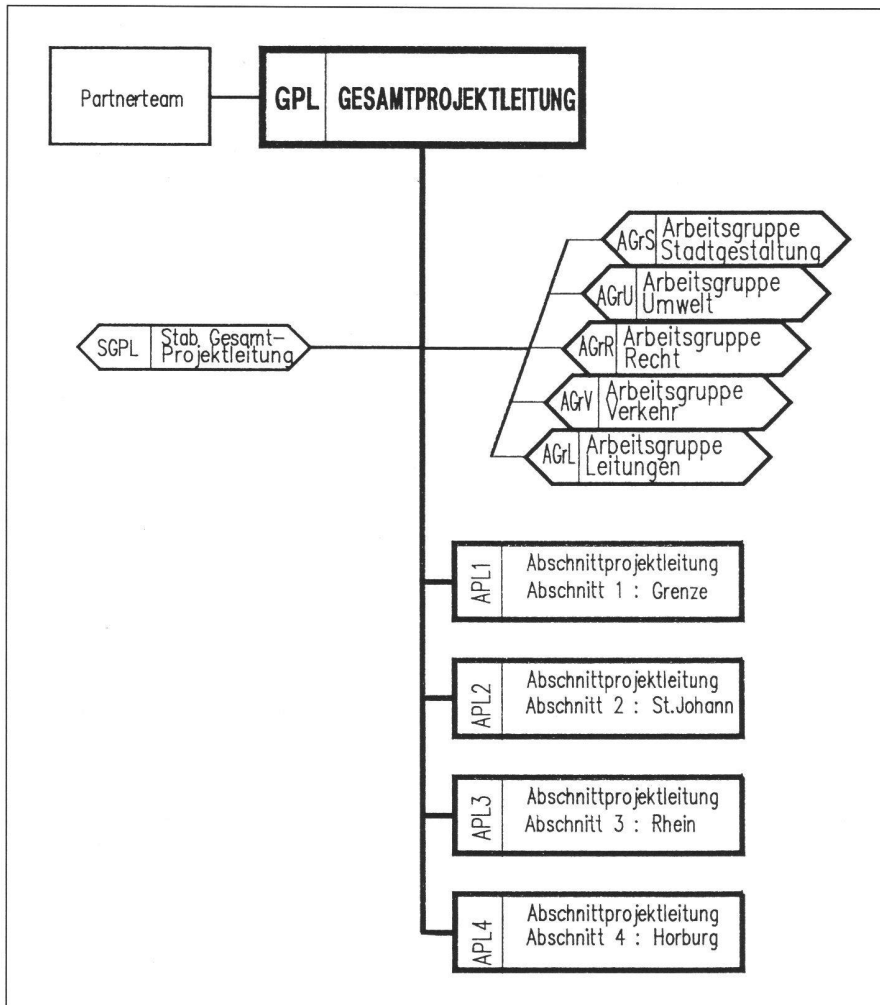 Partnerteam
GPL GESAMTPROJEKTLEITUNG
AGrS Arbeitsgruppe
Stadtgestaltung
AGrU Arbeitsgruppe
Umwelt
SGPL Stab Gesamt-
Projektleitung
AGrR Arbeitsgruppe
Recht
AGrV Arbeitsgruppe
Verkehr
AGrL Arbeitsgruppe
Leitungen
APL1 Abschnittprojektleitung
Abschnitt 1 : Grenze
APL2 Abschnittprojektleitung
Abschnitt 2 : St.Johann
APL3 Abschnittprojektleitung
Abschnitt 3 : Rhein
APL4 Abschnittprojektleitung
Abschnitt 4 : Horburg